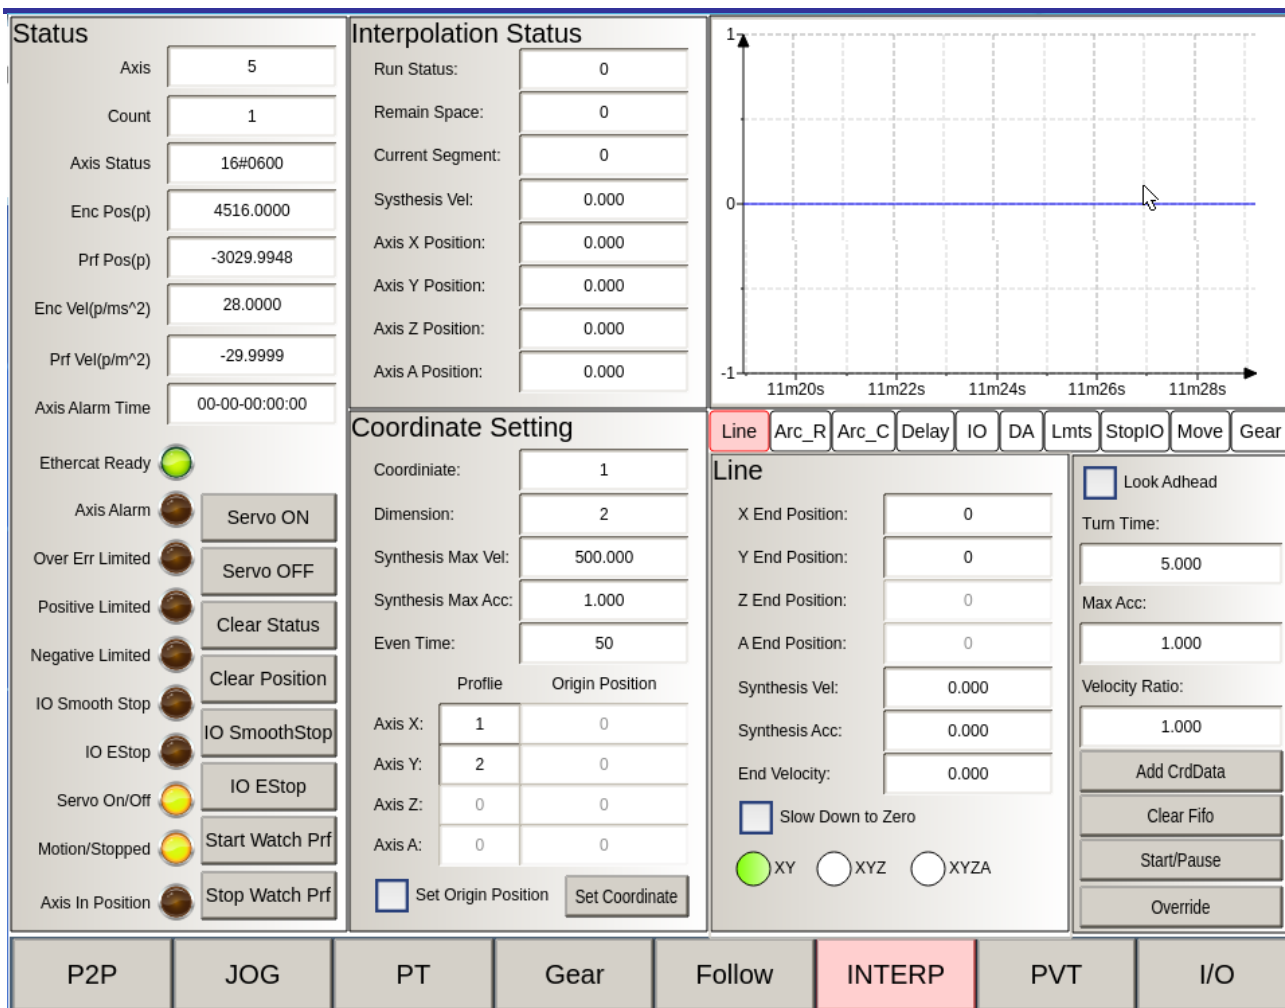 Status
Axis 5
Count 1
Axis Status 16#0600
Enc Pos(p) 4516.0000
Prf Pos(p) -3029.9948
Enc Vel(p/ms^2) 28.0000
Prf Vel(p/m^2) -29.9999
Axis Alarm Time 00-00-00:00:00
Ethercat Ready
Axis Alarm
Over Err Limited
Positive Limited
Negative Limited
IO Smooth Stop
IO EStop
Servo On/Off
Motion/Stopped
Axis In Position
Servo ON
Servo OFF
Clear Status
Clear Position
IO SmoothStop
IO EStop
Start Watch Prf
Stop Watch Prf
Interpolation Status
Run Status: 0
Remain Space: 0
Current Segment: 0
Systhesis Vel: 0.000
Axis X Position: 0.000
Axis Y Position: 0.000
Axis Z Position: 0.000
Axis A Position: 0.000
Coordinate Setting
Coordiniate: 1
Dimension: 2
Synthesis Max Vel: 500.000
Synthesis Max Acc: 1.000
Even Time: 50
Proflie Origin Position
Axis X: 1 0
Axis Y: 2 0
Axis Z: 0 0
Axis A: 0 0
Set Origin Position Set Coordinate
1
0
-1
11m20s 11m22s 11m24s 11m26s 11m28s
Line Arc_R Arc_C Delay IO DA Lmts StopIO Move Gear
Line
X End Position: 0
Y End Position: 0
Z End Position: 0
A End Position: 0
Synthesis Vel: 0.000
Synthesis Acc: 0.000
End Velocity: 0.000
Slow Down to Zero
XY XYZ XYZA
Look Adhead
Turn Time:
5.000
Max Acc:
1.000
Velocity Ratio:
1.000
Add CrdData
Clear Fifo
Start/Pause
Override
P2P JOG PT Gear Follow INTERP PVT I/O